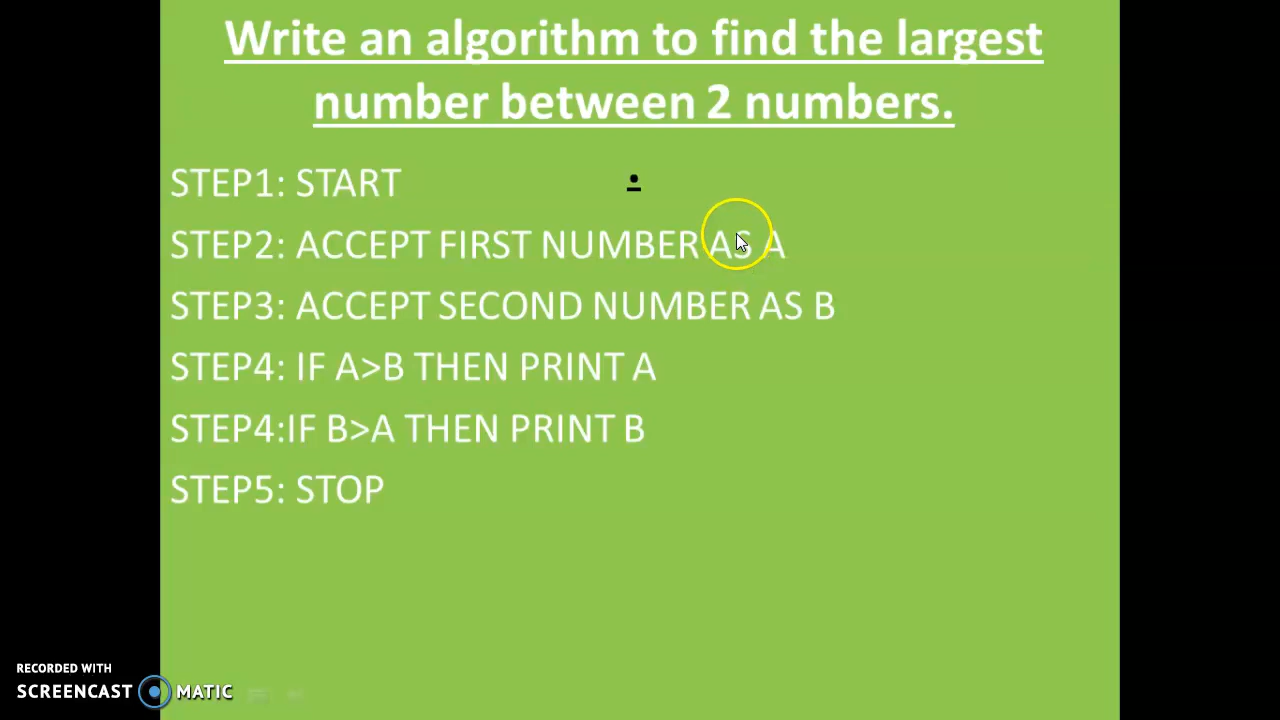 Write an algorithm to find the largest
number between 2 numbers.
.
STEP1: START
STEP2: ACCEPT FIRST NUMBER AS A
STEP3: ACCEPT SECOND NUMBER AS B
STEP4: IF A>B THEN PRINT A
STEP4:IF B>A THEN PRINT B
STEP5: STOP
RECORDED WITH
SCREENCAST MATIC